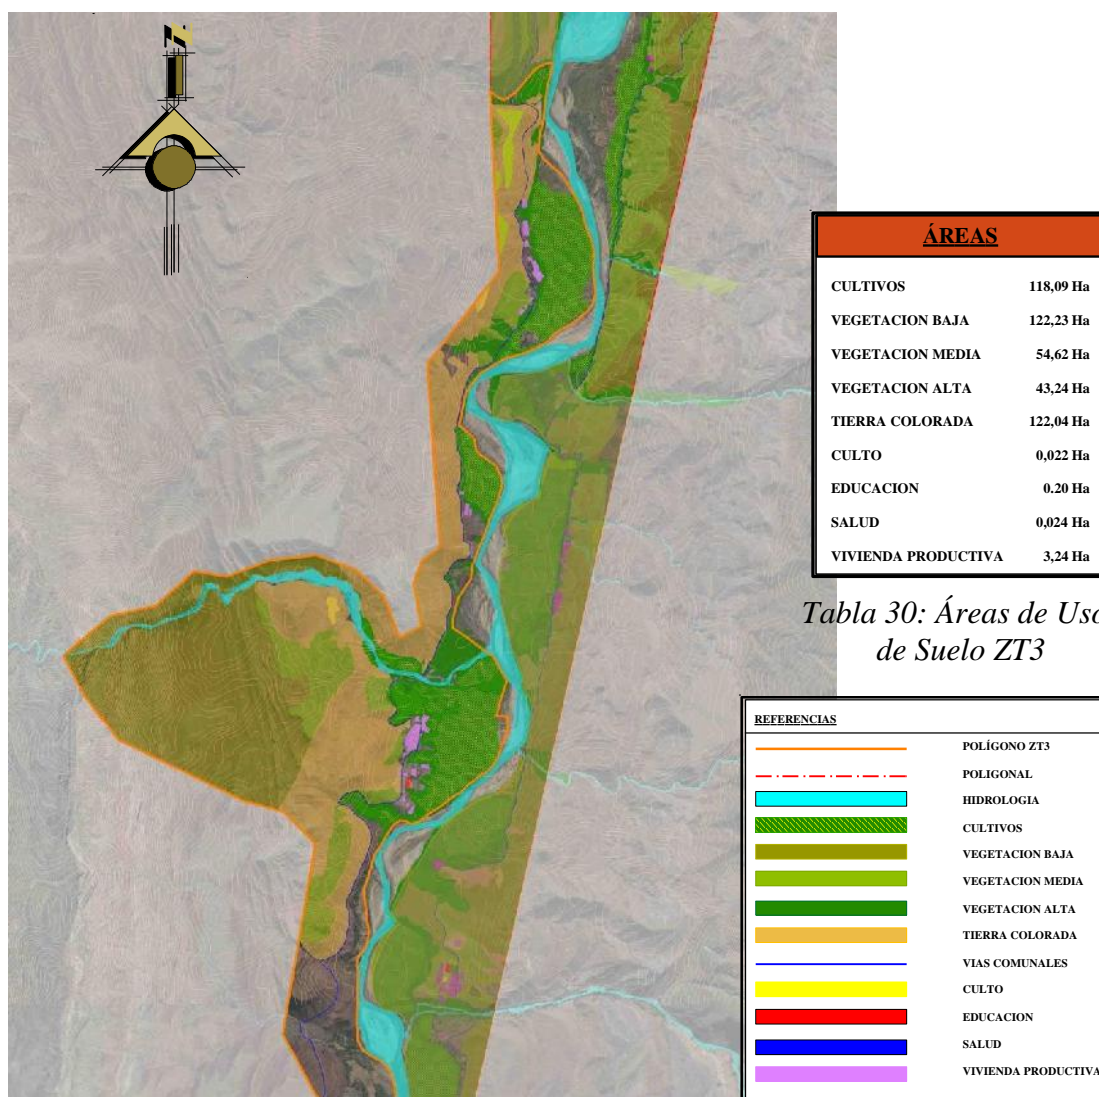 ÁREAS
CULTIVOS 118,09 Ha
VEGETACION BAJA 122,23 Ha
VEGETACION MEDIA 54,62 Ha
VEGETACION ALTA 43,24 Ha
TIERRA COLORADA 122,04 Ha
CULTO 0,022 Ha
EDUCACION 0.20 Ha
SALUD 0,024 Ha
VIVIENDA PRODUCTIVA 3,24 Ha
Tabla 30: Áreas de Uso
de Suelo ZT3
REFERENCIAS
POLÍGONO ZT3
POLIGONAL
HIDROLOGIA
CULTIVOS
VEGETACION BAJA
VEGETACION MEDIA
VEGETACION ALTA
TIERRA COLORADA
VIAS COMUNALES
CULTO
EDUCACION
SALUD
VIVIENDA PRODUCTIVA